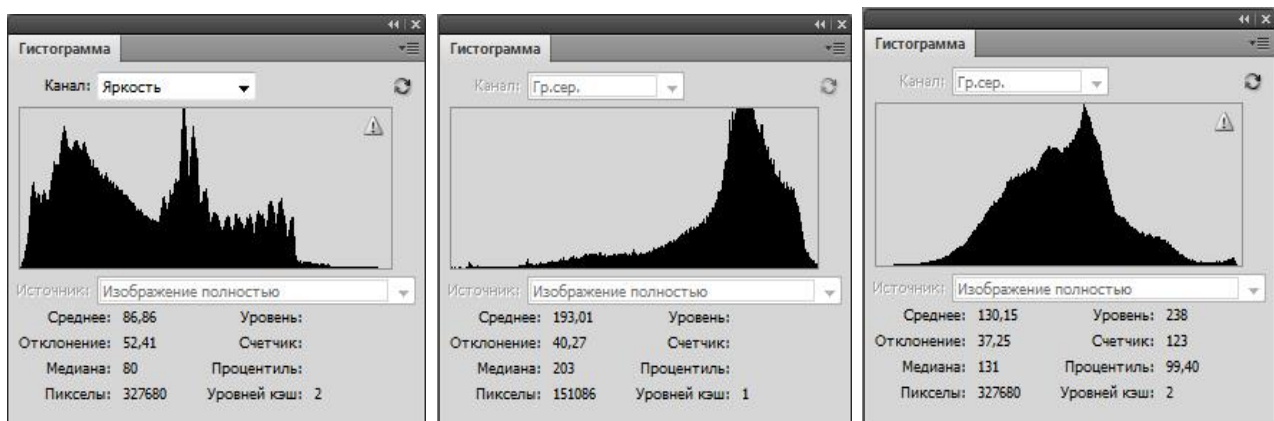 Гистограмма
Канал: Яркость
Источник: Изображение полностью
Среднее: 86,86 Уровень:
Отклонение: 52,41 Счетчик:
Медиана: 80 Процентиль:
Пикселы: 327680 Уровней кэш: 2
Гистограмма
Канал: Гр.сер.
Источник: Изображение полностью
Среднее: 193,01 Уровень:
Отклонение: 40,27 Счетчик:
Медиана: 203 Процентиль:
Пикселы: 151086 Уровней кэш: 1
Гистограмма
Канал: Гр.сер.
Источник: Изображение полностью
Среднее: 130,15 Уровень: 238
Отклонение: 37,25 Счетчик: 123
Медиана: 131 Процентиль: 99,40
Пикселы: 327680 Уровней кэш: 2